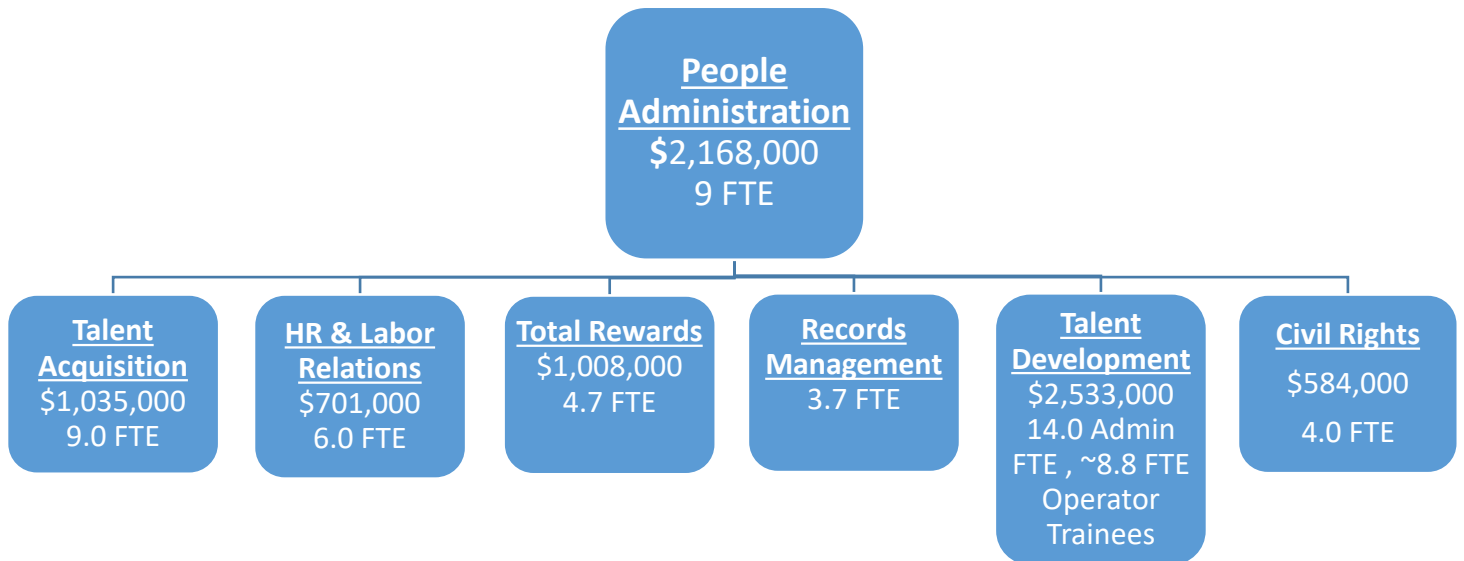 People
Administration
$2,168,000
9 FTE
Talent
Acquisition
$1,035,000
9.0 FTE
HR & Labor
Relations
$701,000
6.0 FTE
Total Rewards
$1,008,000
4.7 FTE
Records
Management
3.7 FTE
Talent
Development
$2,533,000
14.0 Admin
FTE , ~8.8 FTE
Operator
Trainees
Civil Rights
$584,000
4.0 FTE